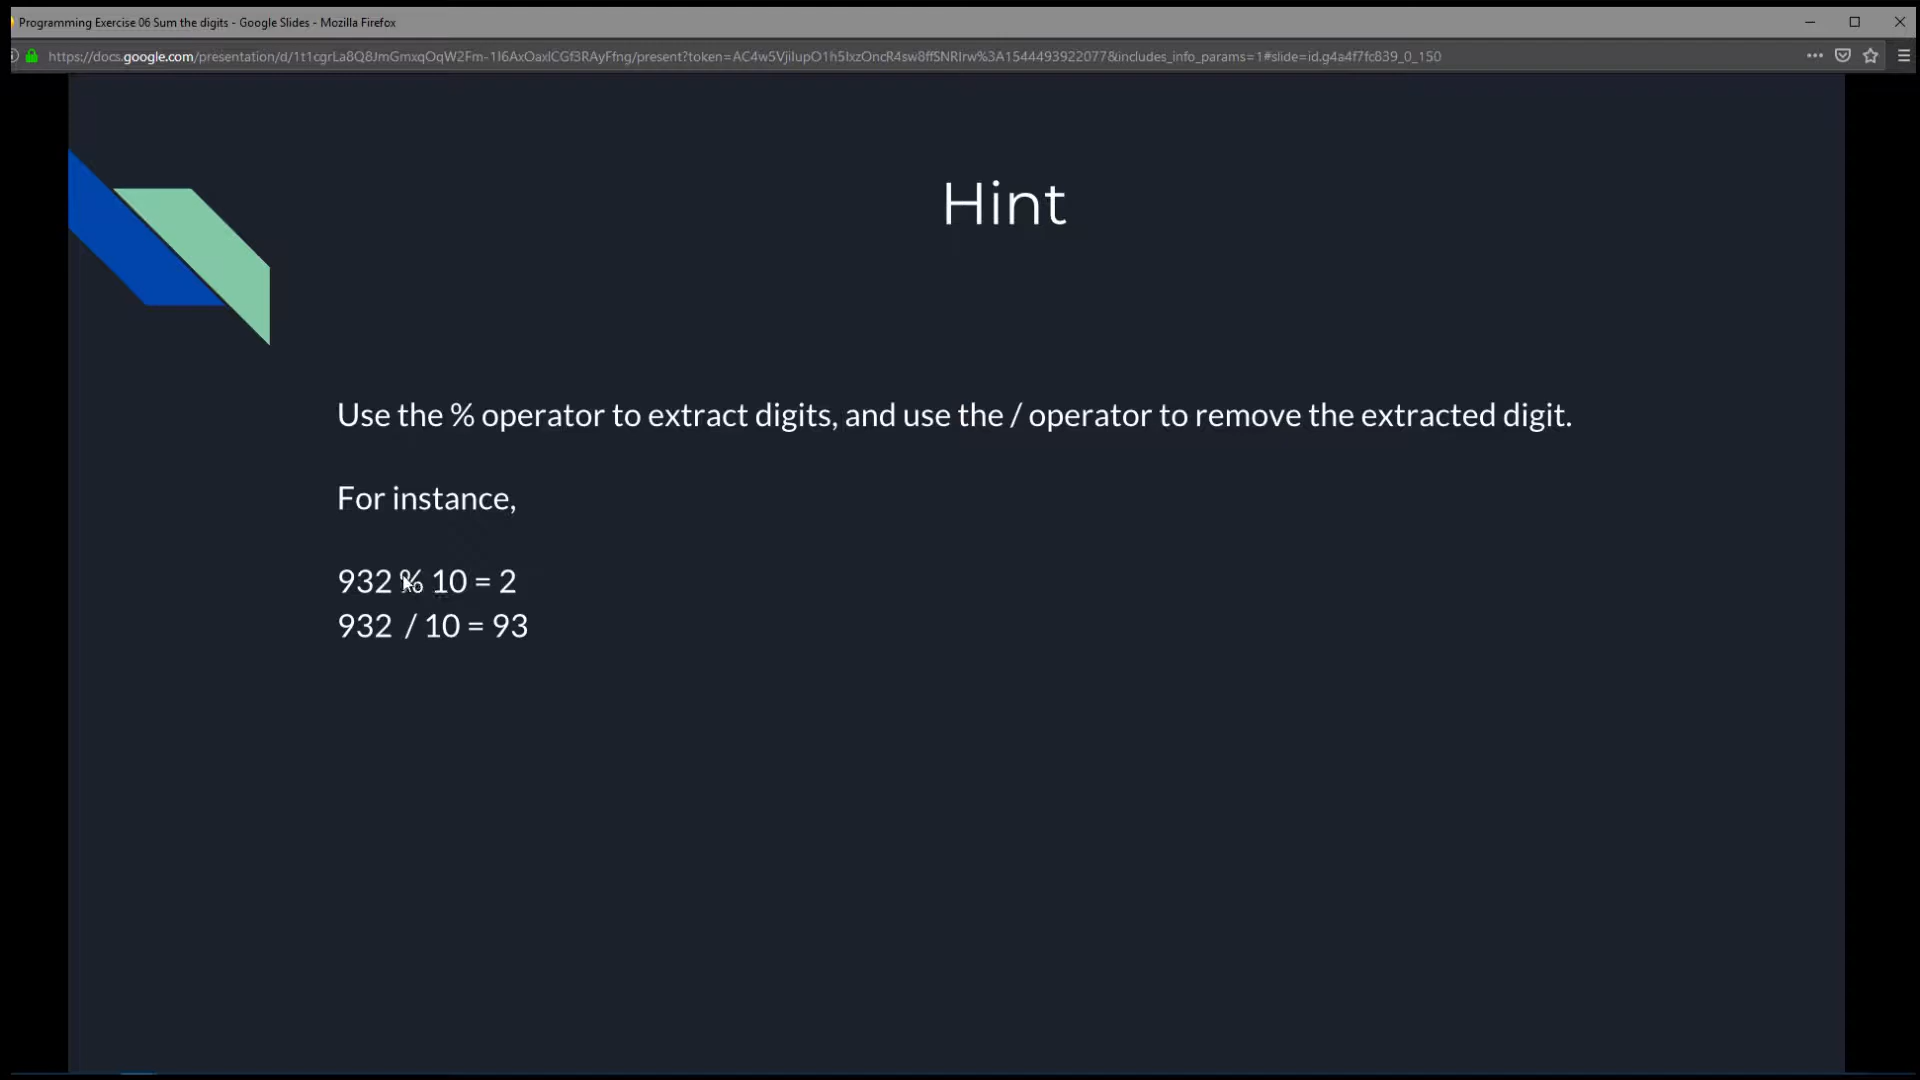 Programming Exercise 06 Sum the digits - Google Slides - Mozilla Firefox
Hint
Use the % operator to extract digits, and use the / operator to remove the extracted digit.
For instance,
932 % 10 = 2
932 / 10 = 93